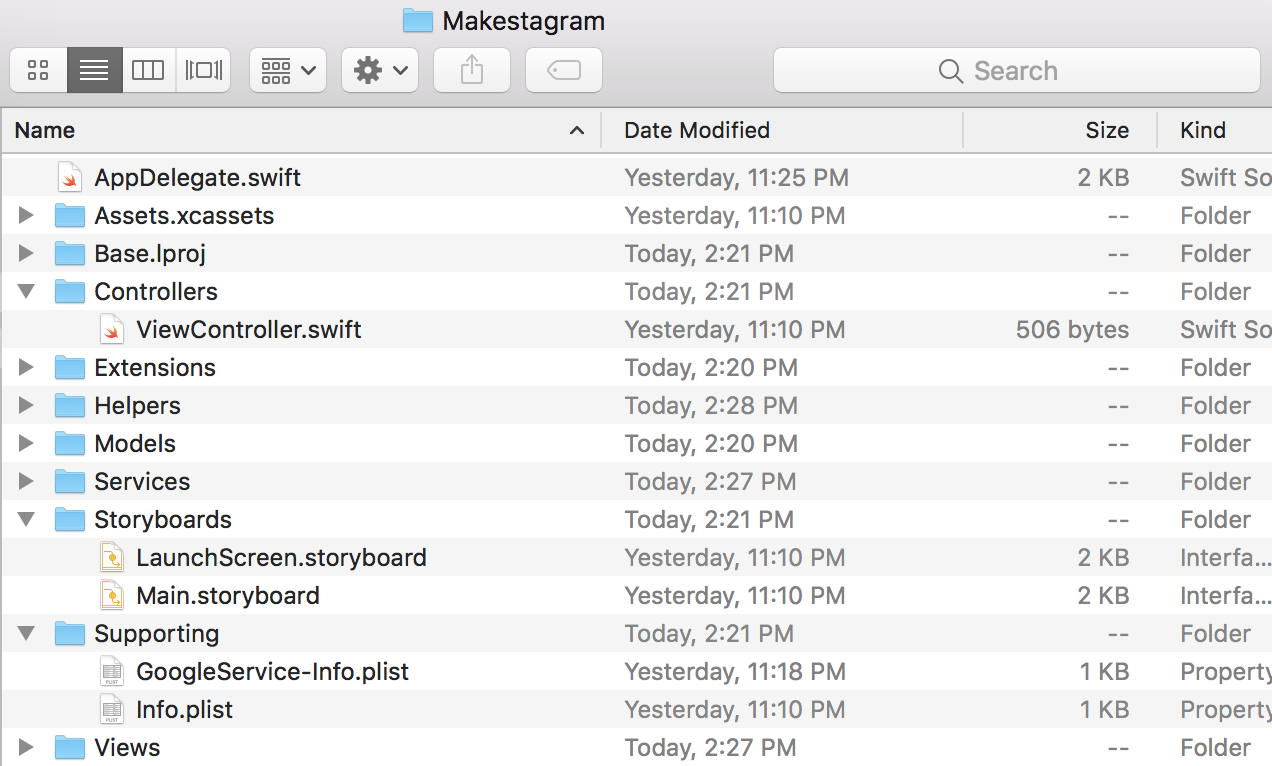 Makestagram
Search
Name Date Modified Size Kind
AppDelegate.swift Yesterday, 11:25 PM 2 KB Swift So
Assets.xcassets Yesterday, 11:10 PM -- Folder
Base.lproj Today, 2:21 PM -- Folder
Controllers Today, 2:21 PM -- Folder
ViewController.swift Yesterday, 11:10 PM 506 bytes Swift So
Extensions Today, 2:20 PM -- Folder
Helpers Today, 2:28 PM -- Folder
Models Today, 2:20 PM -- Folder
Services Today, 2:27 PM -- Folder
Storyboards Today, 2:21 PM -- Folder
LaunchScreen.storyboard Yesterday, 11:10 PM 2 KB Interfa...
Main.storyboard Yesterday, 11:10 PM 2 KB Interfa...
Supporting Today, 2:21 PM -- Folder
GoogleService-Info.plist Yesterday, 11:18 PM 1 KB Property
Info.plist Yesterday, 11:10 PM 1 KB Property
Views Today, 2:27 PM -- Folder